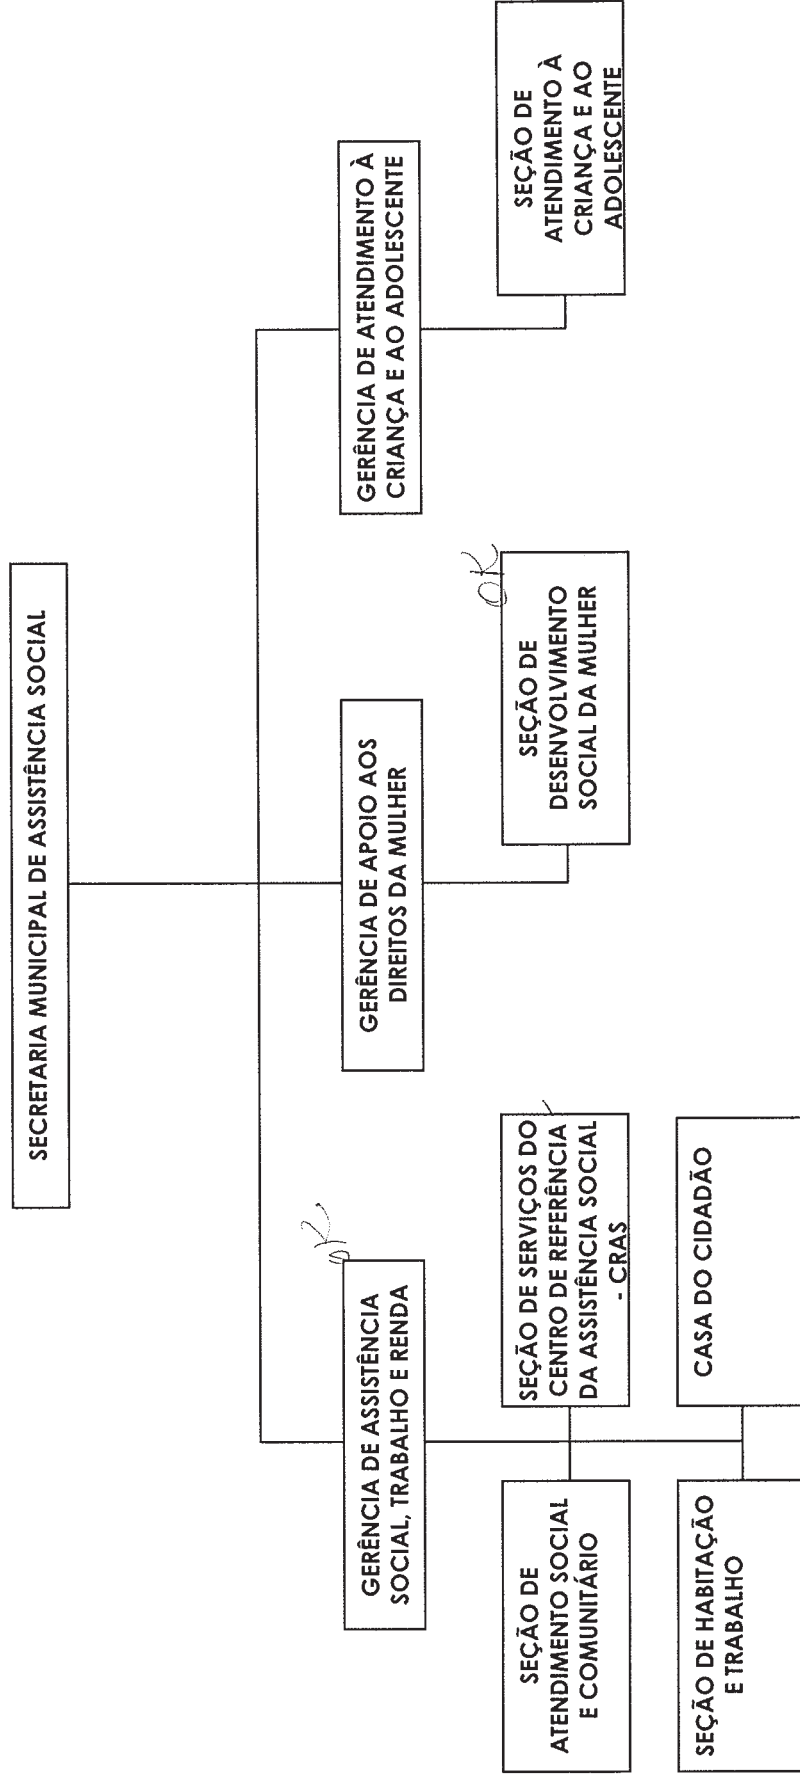 SECRETARIA MUNICIPAL DE ASSISTÊNCIA SOCIAL
GERÊNCIA DE ASSISTÊNCIA
SOCIAL, TRABALHO E RENDA
OK
GERÊNCIA DE APOIO AOS
DIREITOS DA MULHER
GERÊNCIA DE ATENDIMENTO À
CRIANÇA E AO ADOLESCENTE
SEÇÃO DE
ATENDIMENTO SOCIAL
E COMUNITÁRIO
SEÇÃO DE SERVIÇOS DO
CENTRO DE REFERÊNCIA
DA ASSISTÊNCIA SOCIAL
- CRAS
SEÇÃO DE
DESENVOLVIMENTO
SOCIAL DA MULHER
OK
SEÇÃO DE
ATENDIMENTO À
CRIANÇA E AO
ADOLESCENTE
SEÇÃO DE HABITAÇÃO
E TRABALHO
CASA DO CIDADÃO